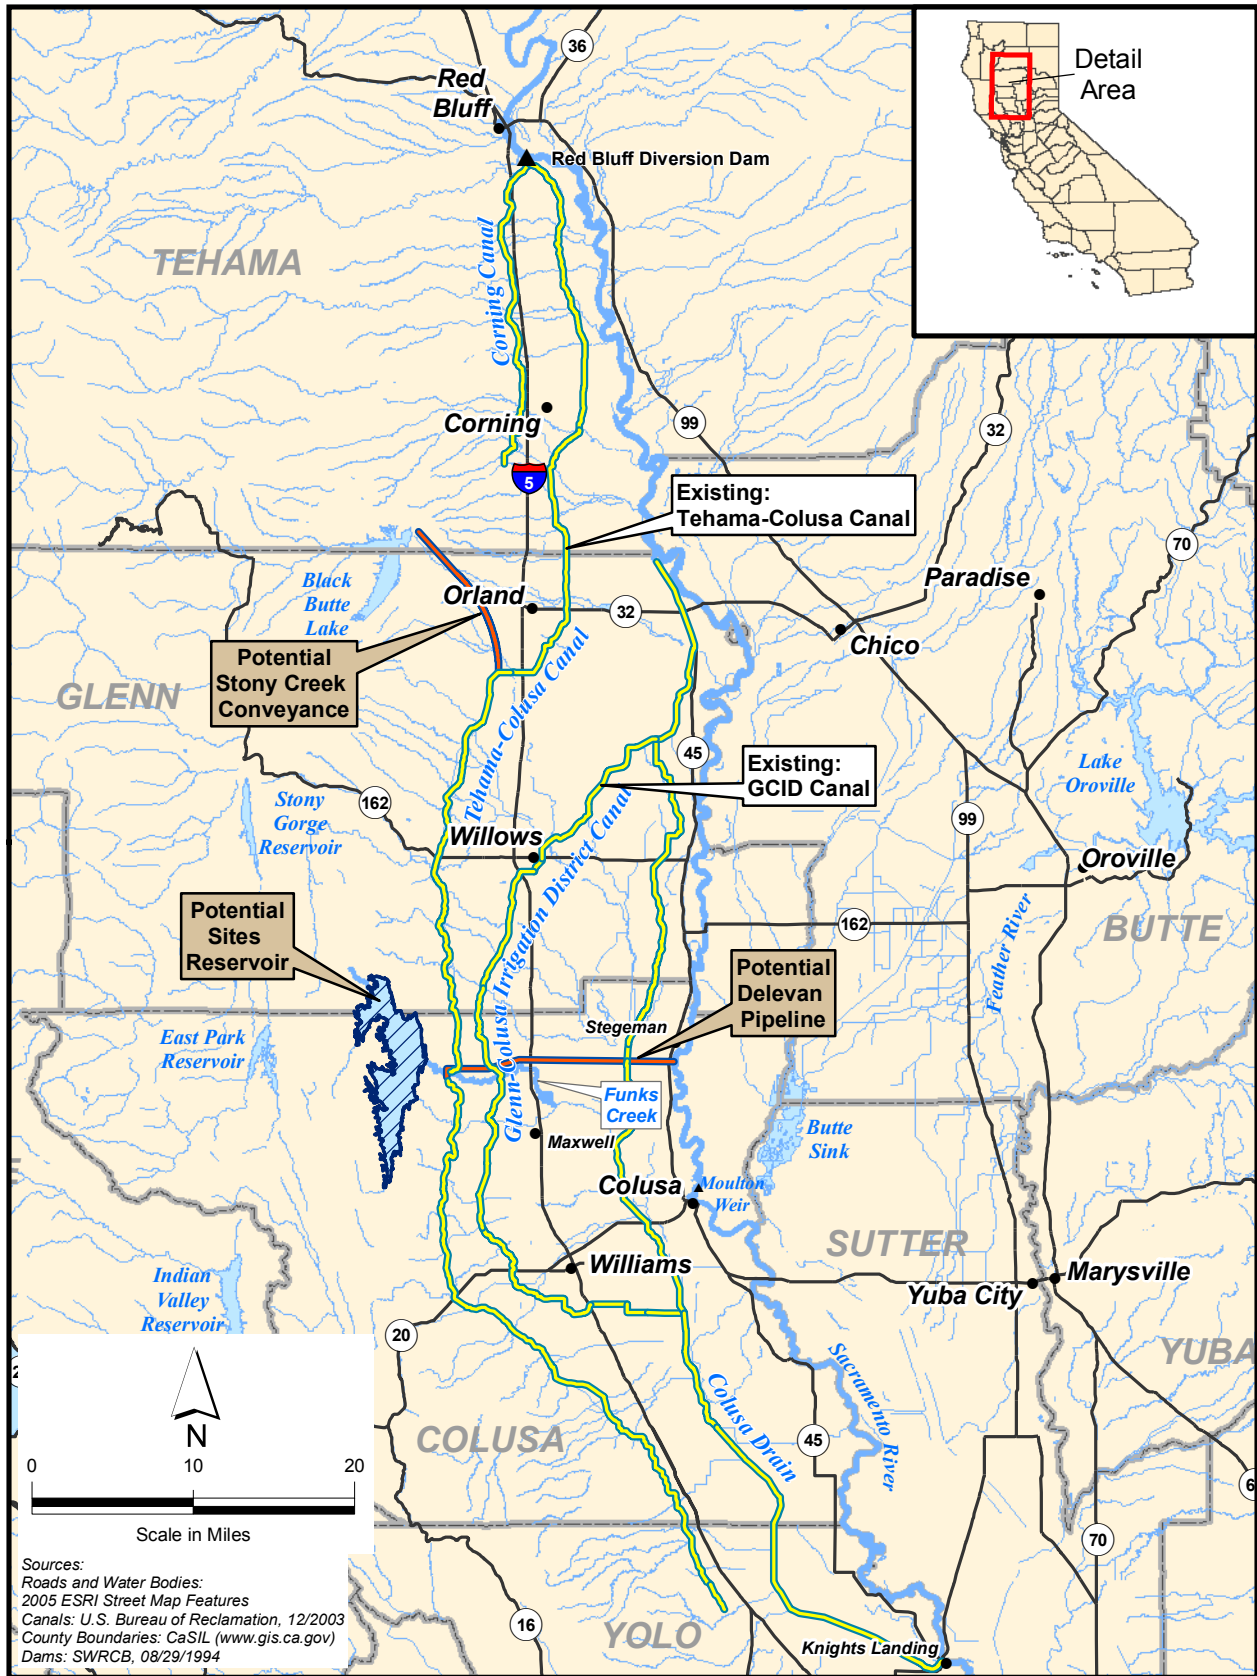 36
Red
Bluff
Red Bluff Diversion Dam
Detail
Area
TEHAMA
Corning Canal
Corning
99
32
5
Existing:
Tehama-Colusa Canal
70
Black
Butte
Lake
Orland
32
Paradise
Chico
Potential
Stony Creek
Conveyance
GLENN
Tehama-Colusa Canal
45
Existing:
GCID Canal
Lake
Oroville
Stony
Gorge
Reservoir
162
Willows
99
Oroville
Glenn-Colusa Irrigation District Canal
Potential
Sites
Reservoir
162
BUTTE
Feather River
Potential
Delevan
Pipeline
Stegeman
East Park
Reservoir
Funks
Creek
Maxwell
Butte
Sink
Colusa
Moulton
Weir
SUTTER
Williams
Marysville
Yuba City
Indian
Valley
Reservoir
20
YUBA
Sacramento River
Colusa Drain
COLUSA
45
70
N
0 10 20
Scale in Miles
Sources:
Roads and Water Bodies:
2005 ESRI Street Map Features
Canals: U.S. Bureau of Reclamation, 12/2003
County Boundaries: CaSIL (www.gis.ca.gov)
Dams: SWRCB, 08/29/1994
16
YOLO
Knights Landing